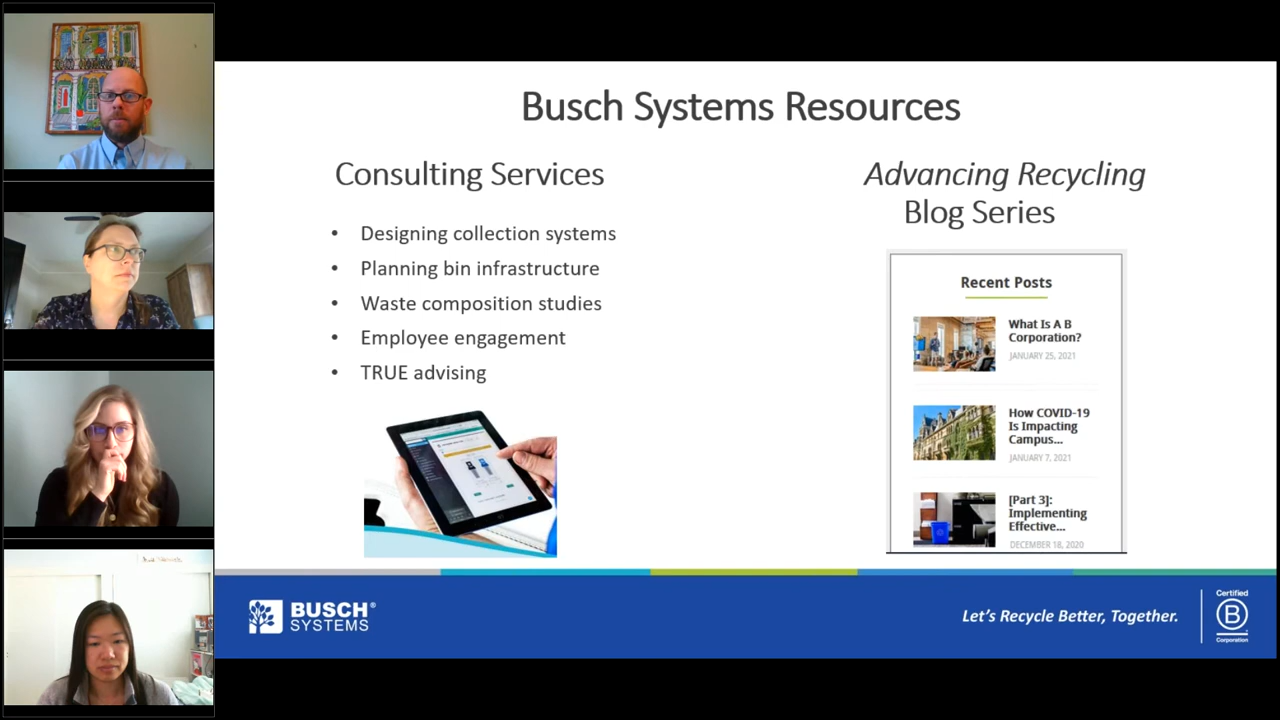 Busch Systems Resources
Consulting Services
• Designing collection systems
• Planning bin infrastructure
• Waste composition studies
• Employee engagement
• TRUE advising
Advancing Recycling
Blog Series
Recent Posts
What Is A B
Corporation?
JANUARY 25, 2021
How COVID-19
Is Impacting
Campus...
JANUARY 7, 2021
[Part 3]:
Implementing
Effective...
DECEMBER 18, 2020
BUSCH®
SYSTEMS
Let's Recycle Better, Together.
Certified
B
Corporation